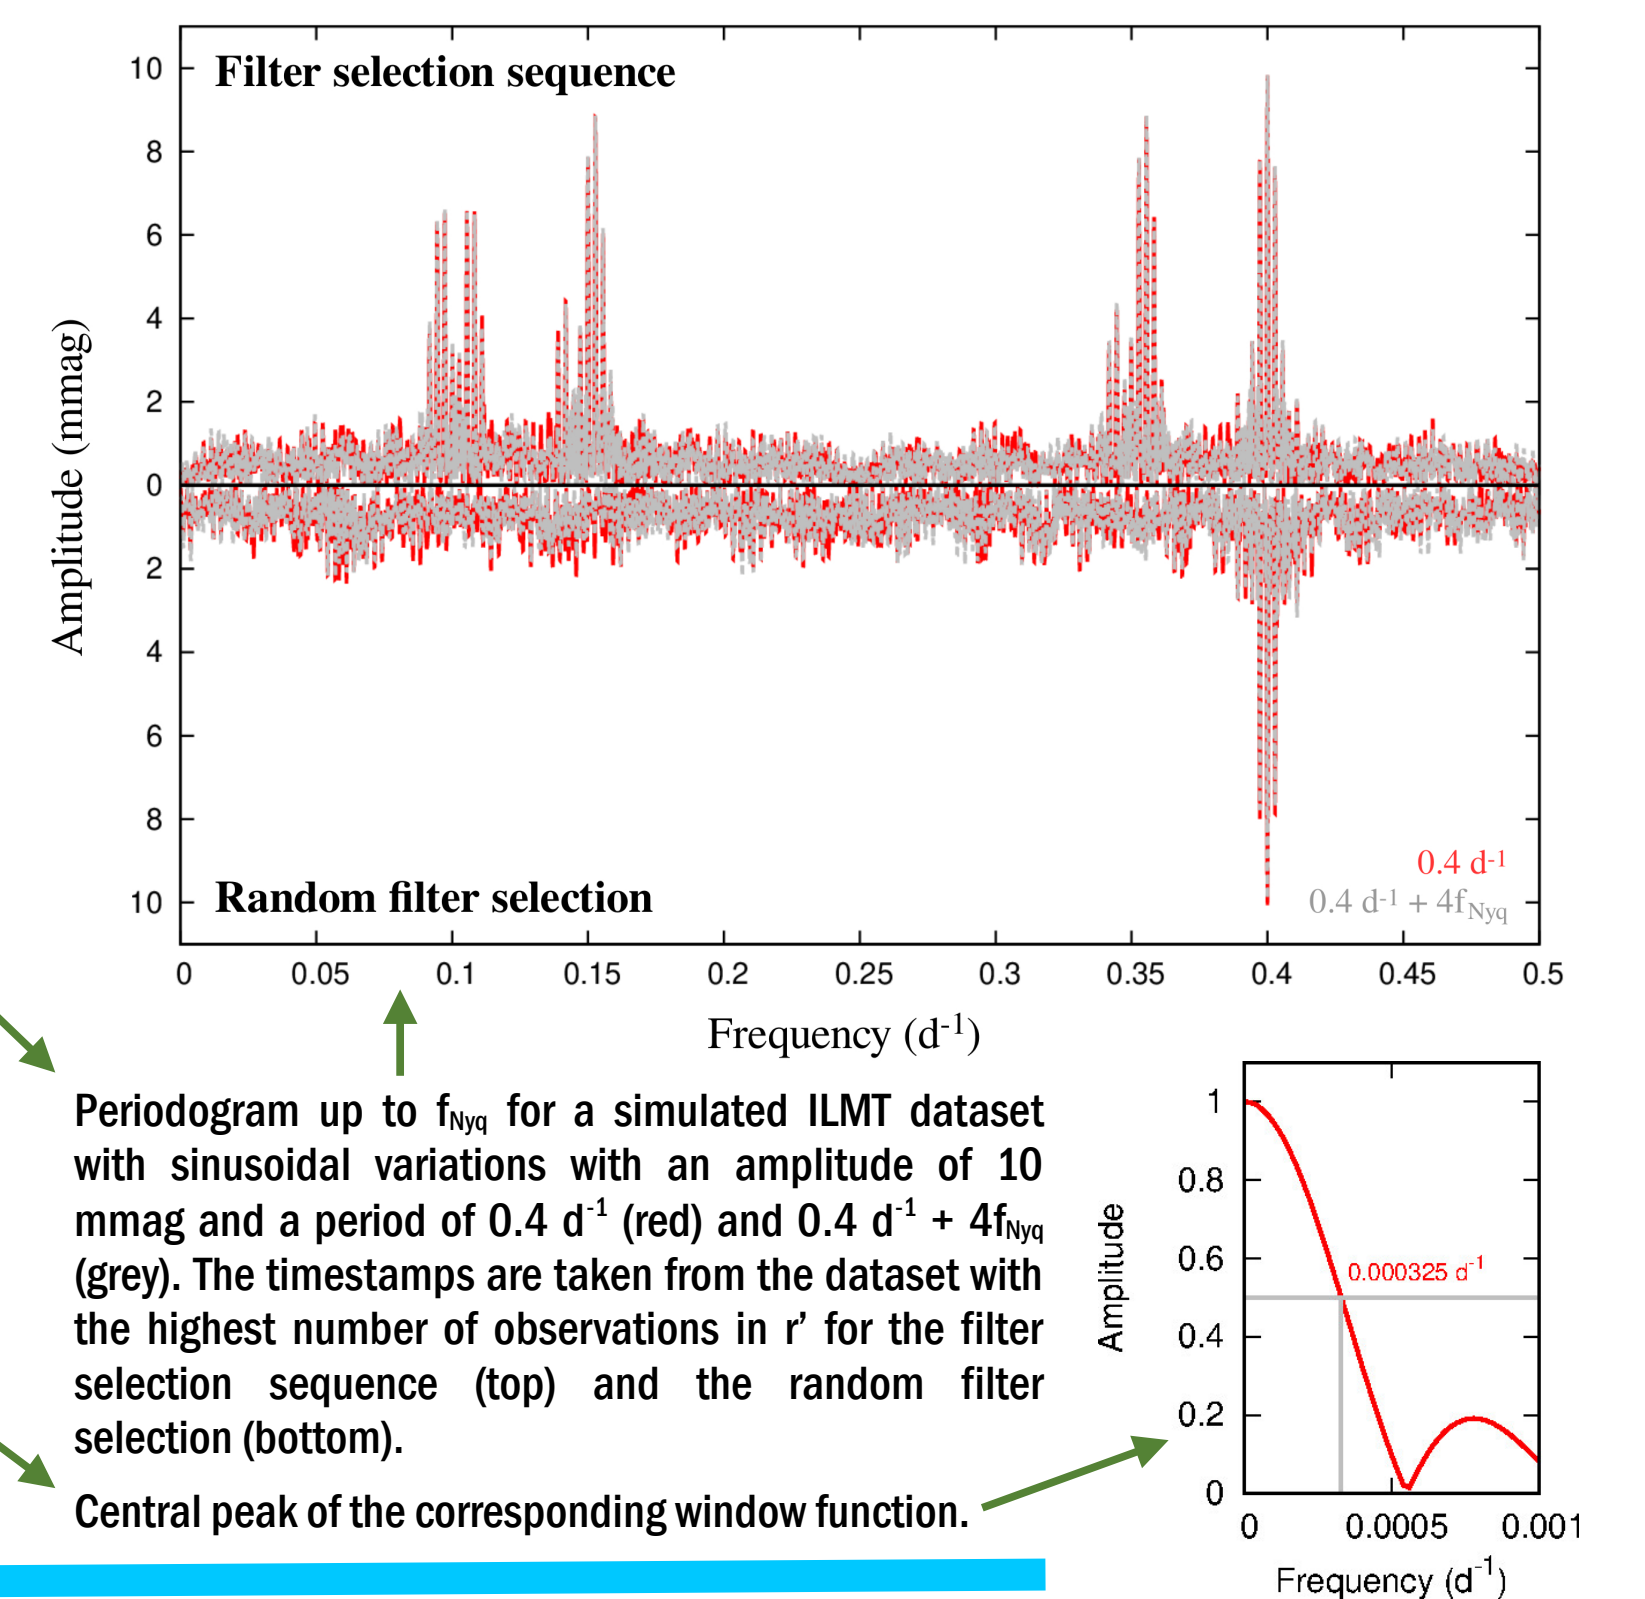 Filter selection sequence
10
8
6
4
2
0
2
4
6
8
10
Amplitude (mmag)
Random filter selection
0.4 d-1
0.4 d-1 + 4fNyq
0 0.05 0.1 0.15 0.2 0.25 0.3 0.35 0.4 0.45 0.5
Frequency (d-1)
Periodogram up to fNyq for a simulated ILMT dataset
with sinusoidal variations with an amplitude of 10
mmag and a period of 0.4 d-1 (red) and 0.4 d-1 + 4fNyq
(grey). The timestamps are taken from the dataset with
the highest number of observations in r’ for the filter
selection sequence (top) and the random filter
selection (bottom).
Central peak of the corresponding window function.
1
0.8
0.6
0.4
0.2
0
Amplitude
0.000325 d-1
0 0.0005 0.001
Frequency (d-1)